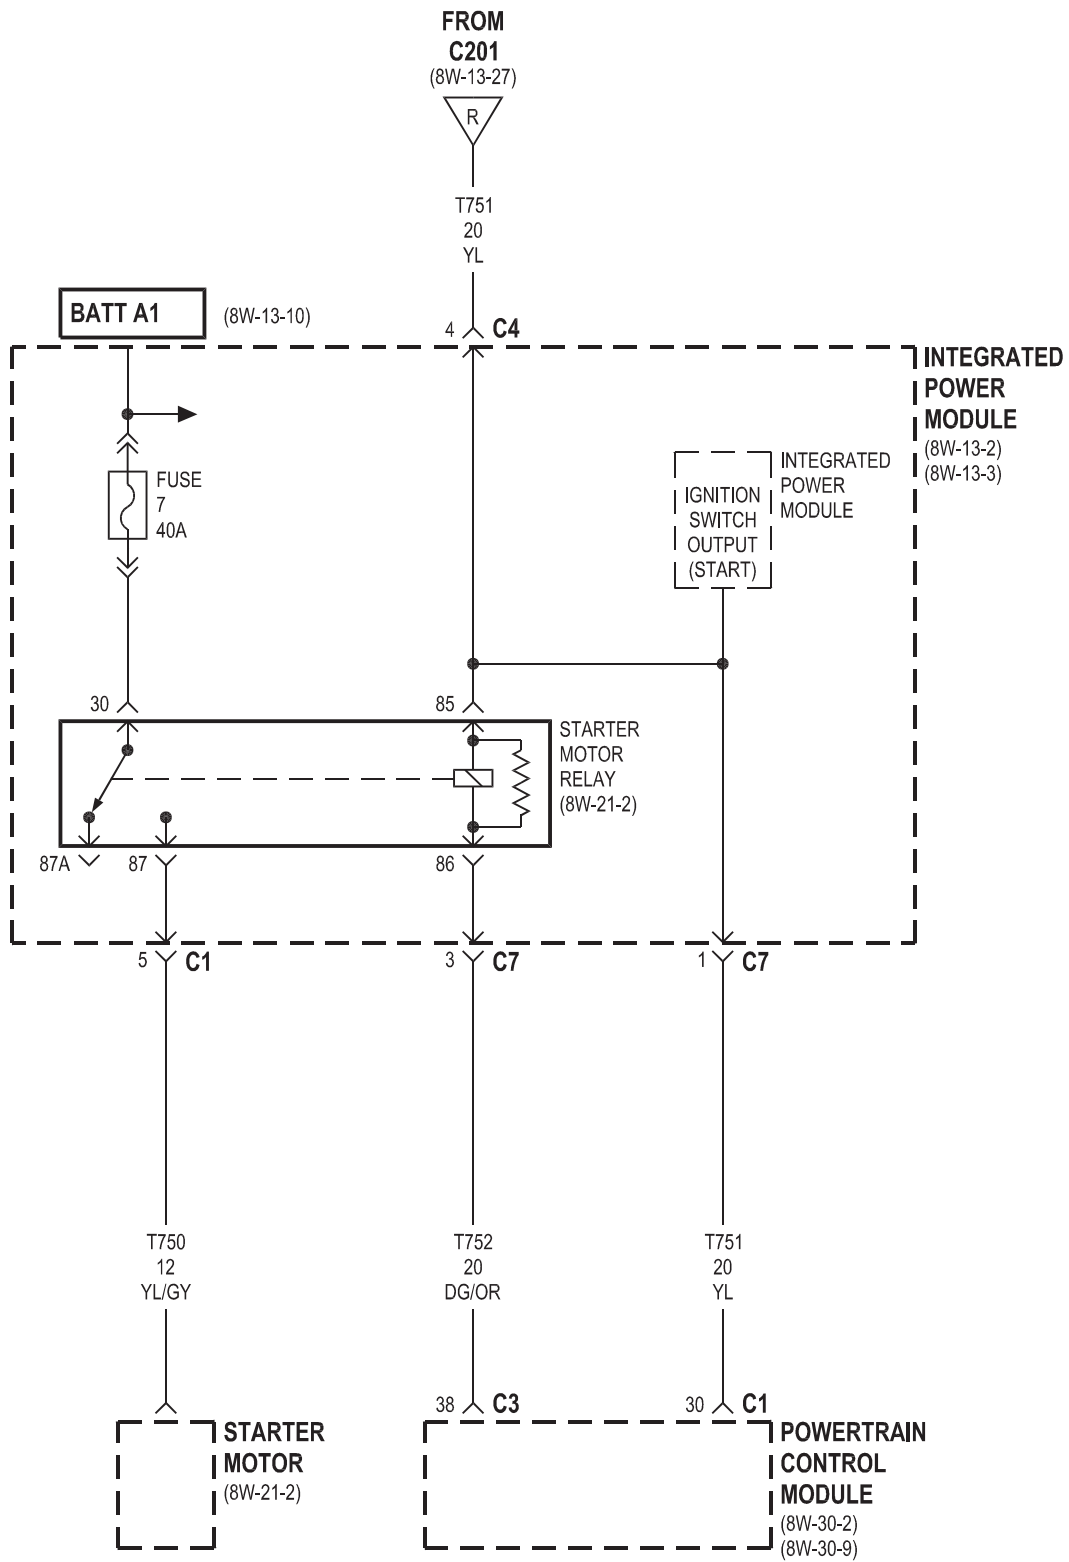 FROM
C201
(8W-13-27)
R
T751
20
YL
BATT A1
(8W-13-10)
4
C4
INTEGRATED
POWER
MODULE
(8W-13-2)
(8W-13-3)
INTEGRATED
POWER
MODULE
IGNITION
SWITCH
OUTPUT
(START)
FUSE
7
40A
30
85
STARTER
MOTOR
RELAY
(8W-21-2)
87A
87
86
5
C1
3
C7
1
C7
T750
12
YL/GY
T752
20
DG/OR
T751
20
YL
38
C3
30
C1
STARTER
MOTOR
(8W-21-2)
POWERTRAIN
CONTROL
MODULE
(8W-30-2)
(8W-30-9)